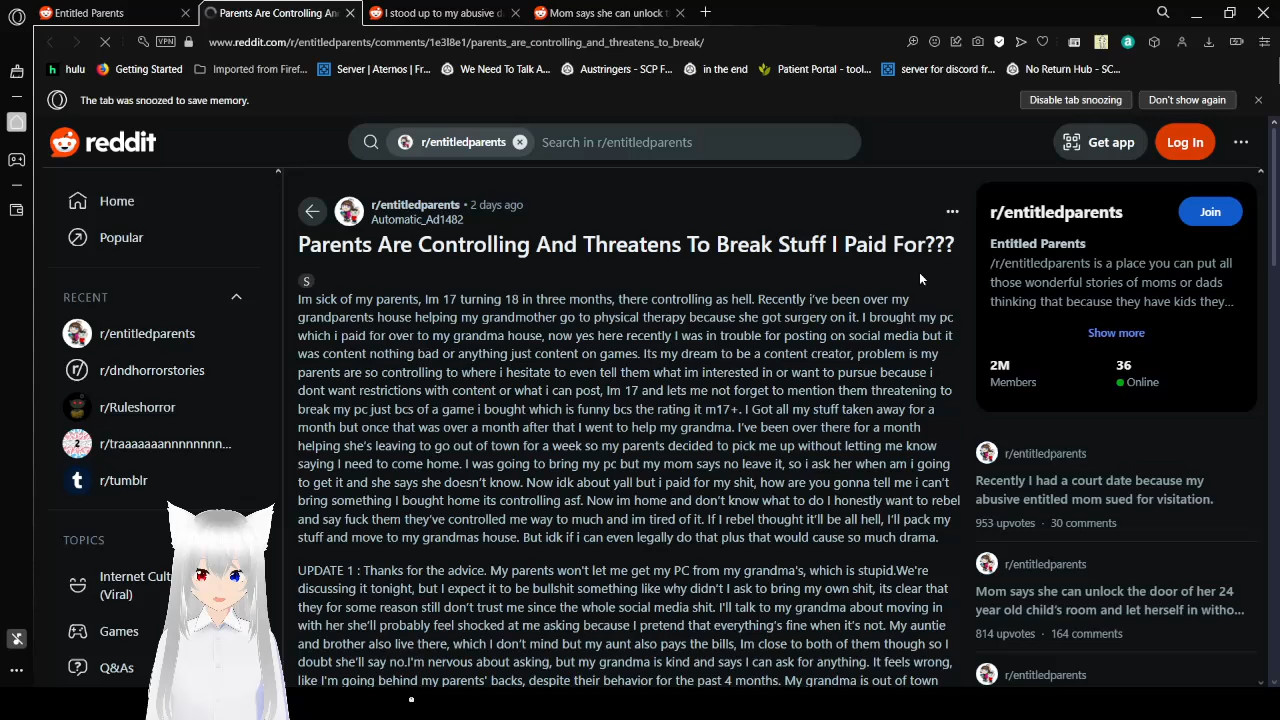 Entitled Parents
Parents Are Controlling An
I stood up to my abusive d
Mom says she can unlock t
VPN
www.reddit.com/r/entitledparents/comments/1e3l8e1/parents_are_controlling_and_threatens_to_break/
hulu
Getting Started
Imported from Firef...
Server | Aternos | Fr...
We Need To Talk A...
Austringers - SCP F...
in the end
Patient Portal - tool...
server for discord fr...
No Return Hub - SC...
The tab was snoozed to save memory.
Disable tab snoozing
Don't show again
reddit
r/entitledparents
Search in r/entitledparents
Get app
Log In
Home
Popular
RECENT
r/entitledparents
r/dndhorrorstories
r/Ruleshorror
r/traaaaaaannnnnnnn...
r/tumblr
TOPICS
Internet Cult
(Viral)
Games
Q&As
r/entitledparents • 2 days ago
Automatic_Ad1482
Parents Are Controlling And Threatens To Break Stuff I Paid For???
S
Im sick of my parents, Im 17 turning 18 in three months, there controlling as hell. Recently i've been over my
grandparents house helping my grandmother go to physical therapy because she got surgery on it. I brought my pc
which i paid for over to my grandma house, now yes here recently I was in trouble for posting on social media but it
was content nothing bad or anything just content on games. Its my dream to be a content creator, problem is my
parents are so controlling to where i hesitate to even tell them what im interested in or want to pursue because i
dont want restrictions with content or what i can post, Im 17 and lets me not forget to mention them threatening to
break my pc just bcs of a game i bought which is funny bcs the rating it m17+. I Got all my stuff taken away for a
month but once that was over a month after that I went to help my grandma. I've been over there for a month
helping she's leaving to go out of town for a week so my parents decided to pick me up without letting me know
saying I need to come home. I was going to bring my pc but my mom says no leave it, so i ask her when am i going
to get it and she says she doesn't know. Now idk about yall but i paid for my shit, how are you gonna tell me i can't
bring something I bought home its controlling asf. Now im home and don't know what to do I honestly want to rebel
and say fuck them they've controlled me way to much and im tired of it. If I rebel thought it'll be all hell, I'll pack my
stuff and move to my grandmas house. But idk if i can even legally do that plus that would cause so much drama.
UPDATE 1 : Thanks for the advice. My parents won't let me get my PC from my grandma's, which is stupid.We're
discussing it tonight, but I expect it to be bullshit something like why didn't I ask to bring my own shit, its clear that
they for some reason still don't trust me since the whole social media shit. I'll talk to my grandma about moving in
with her she'll probably feel shocked at me asking because I pretend that everything's fine when it's not. My auntie
and brother also live there, which I don't mind but my aunt also pays the bills, Im close to both of them though so I
doubt she'll say no.I'm nervous about asking, but my grandma is kind and says I can ask for anything. It feels wrong,
like I'm going behind my parents' backs, despite their behavior for the past 4 months. My grandma is out of town
r/entitledparents
Join
Entitled Parents
/r/entitledparents is a place you can put all
those wonderful stories of moms or dads
thinking that because they have kids they...
Show more
2M
36
Members
Online
r/entitledparents
Recently I had a court date because my
abusive entitled mom sued for visitation.
953 upvotes · 30 comments
r/entitledparents
Mom says she can unlock the door of her 24
year old child's room and let herself in witho...
814 upvotes · 164 comments
r/entitledparents